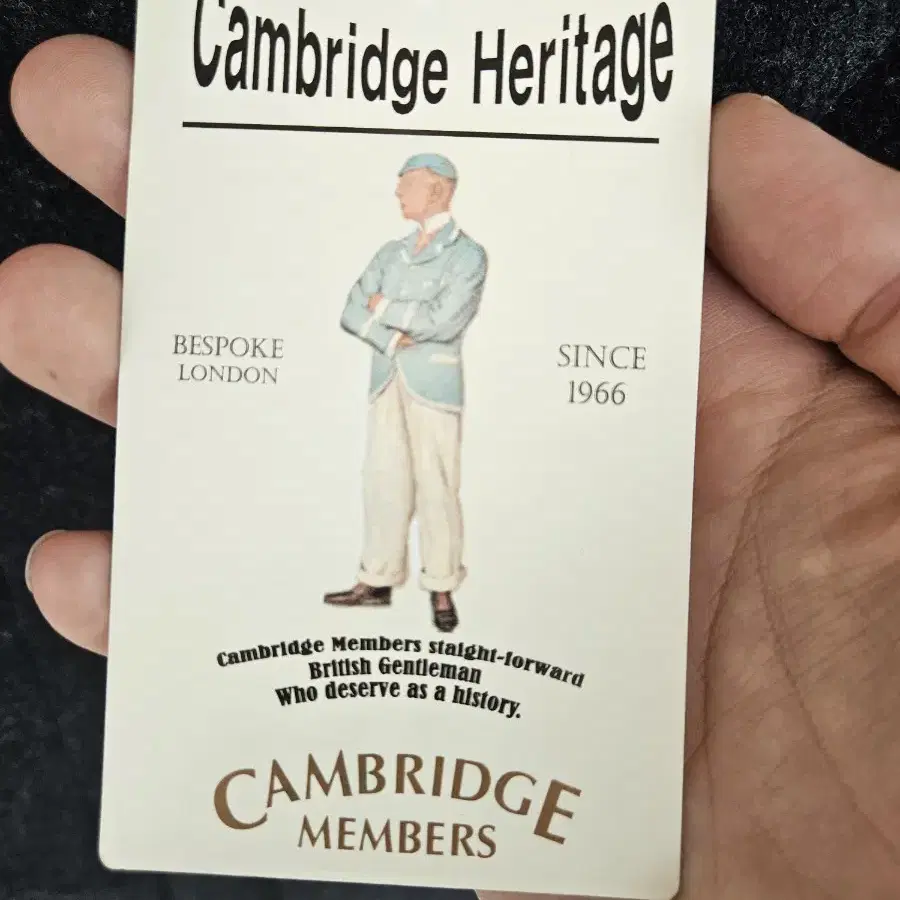 Cambridge Heritage
BESPOKE
LONDON
SINCE
1966
Cambridge Members staight-forward
British Gentleman
Who deserve as a history.
CAMBRIDGE
MEMBERS